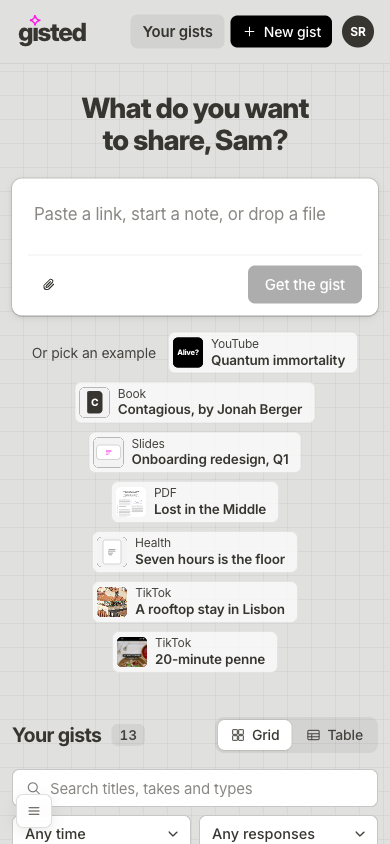 gisted
Your gists
New gist
SR
What do you want
to share, Sam?
Paste a link, start a note, or drop a file
Get the gist
Or pick an example
Alive?
YouTube
Quantum immortality
C
Book
Contagious, by Jonah Berger
Slides
Onboarding redesign, Q1
PDF
Lost in the Middle
Health
Seven hours is the floor
TikTok
A rooftop stay in Lisbon
TikTok
20-minute penne
Your gists 13
Grid
Table
Search titles, takes and types
Any time
Any responses